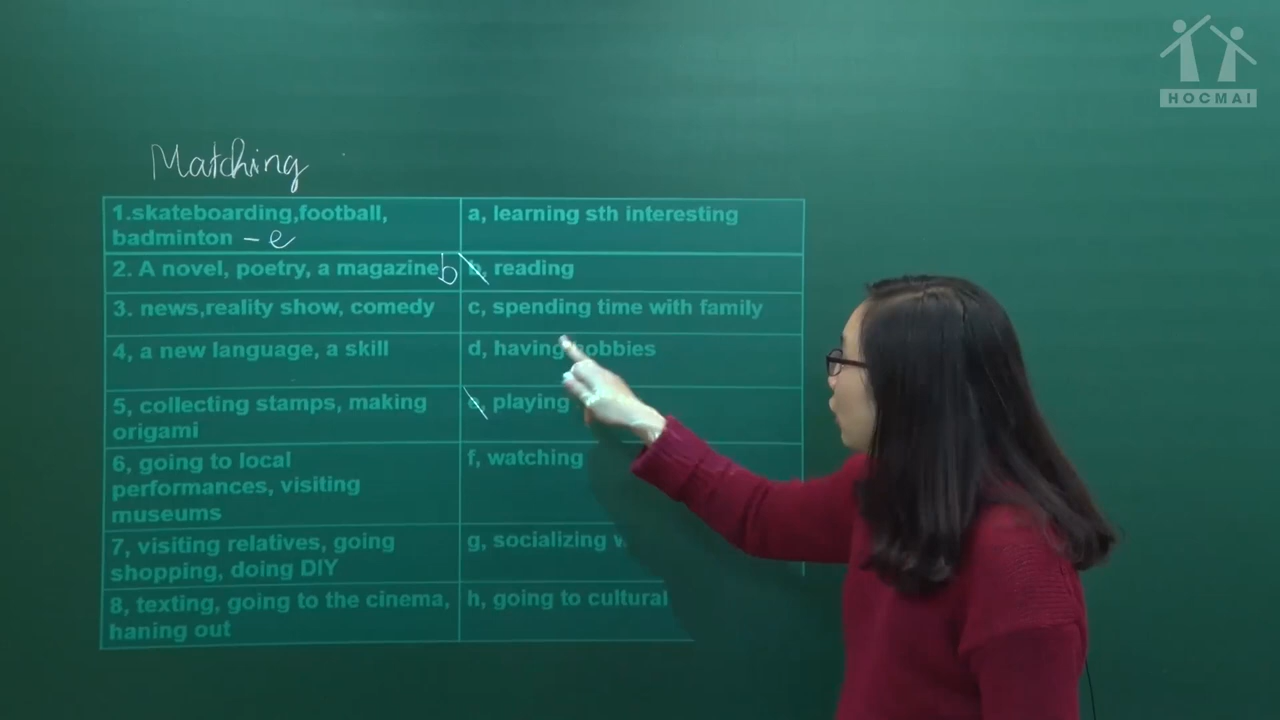 HOCMAI
Matching
1.skateboarding,football,
badminton - e
a, learning sth interesting
2. A novel, poetry, a magazine b
b, reading
3. news,reality show, comedy
c, spending time with family
4, a new language, a skill
d, having hobbies
5, collecting stamps, making
origami
e, playing
6, going to local
performances, visiting
museums
f, watching
7, visiting relatives, going
shopping, doing DIY
g, socializing
8, texting, going to the cinema,
haning out
h, going to cultural